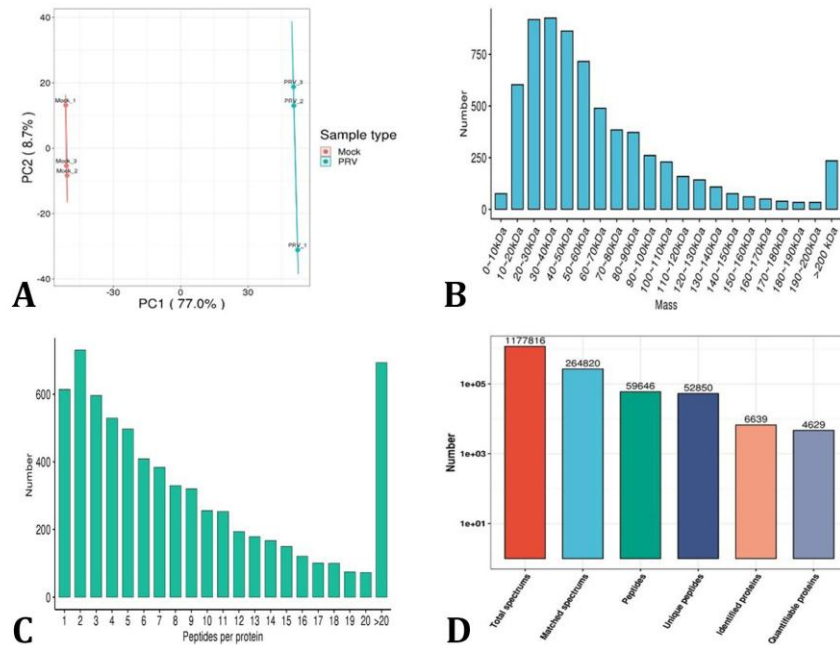 40
20
0
-20
-40
PC2 ( 8.7% )
Mock_1
Mock_3
Mock_2
PRV_3
PRV_2
PRV_1
-30
0
30
PC1 ( 77.0% )
Sample type
Mock
PRV
A
750
500
250
0
Number
0~10kDa
10~20kDa
20~30kDa
30~40kDa
40~50kDa
50~60kDa
60~70kDa
70~80kDa
80~90kDa
90~100kDa
100~110kDa
110~120kDa
120~130kDa
130~140kDa
140~150kDa
150~160kDa
160~170kDa
170~180kDa
180~190kDa
190~200kDa
>200 kDa
Mass
B
600
400
200
0
Number
1 2 3 4 5 6 7 8 9 10 11 12 13 14 15 16 17 18 19 20 >20
Peptides per protein
C
1e+05
1e+03
1e+01
Number
1177816
264820
59646
52850
6639
4629
Total spectrums
Matched spectrums
Peptides
Unique peptides
Identified proteins
Quantifiable proteins
D